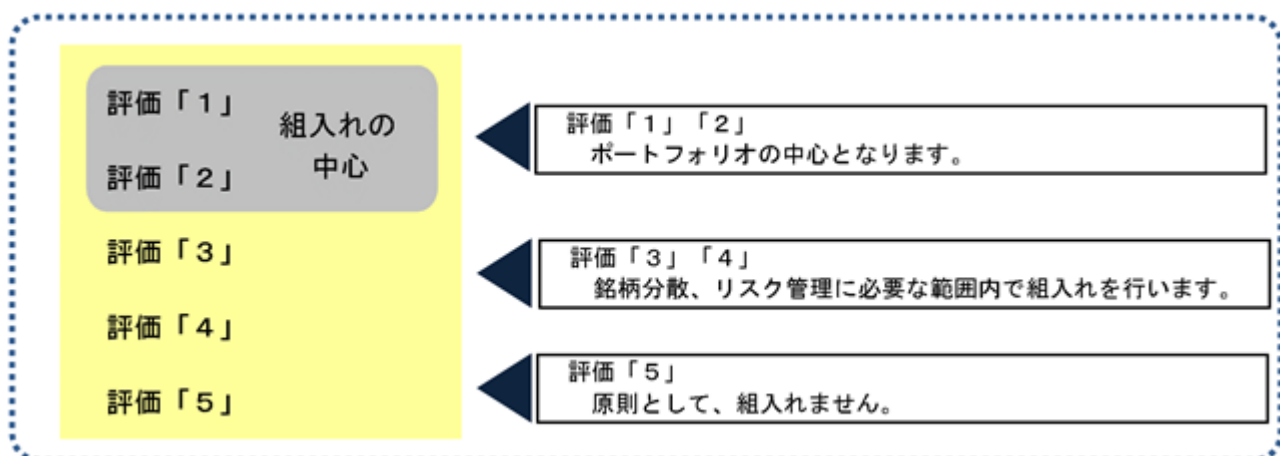 評価「１」
評価「２」
組入れの
中心
評価「３」
評価「４」
評価「５」
評価「１」「２」
ポートフォリオの中心となります。
評価「３」「４」
銘柄分散、リスク管理に必要な範囲内で組入れを行います。
評価「５」
原則として、組入れません。